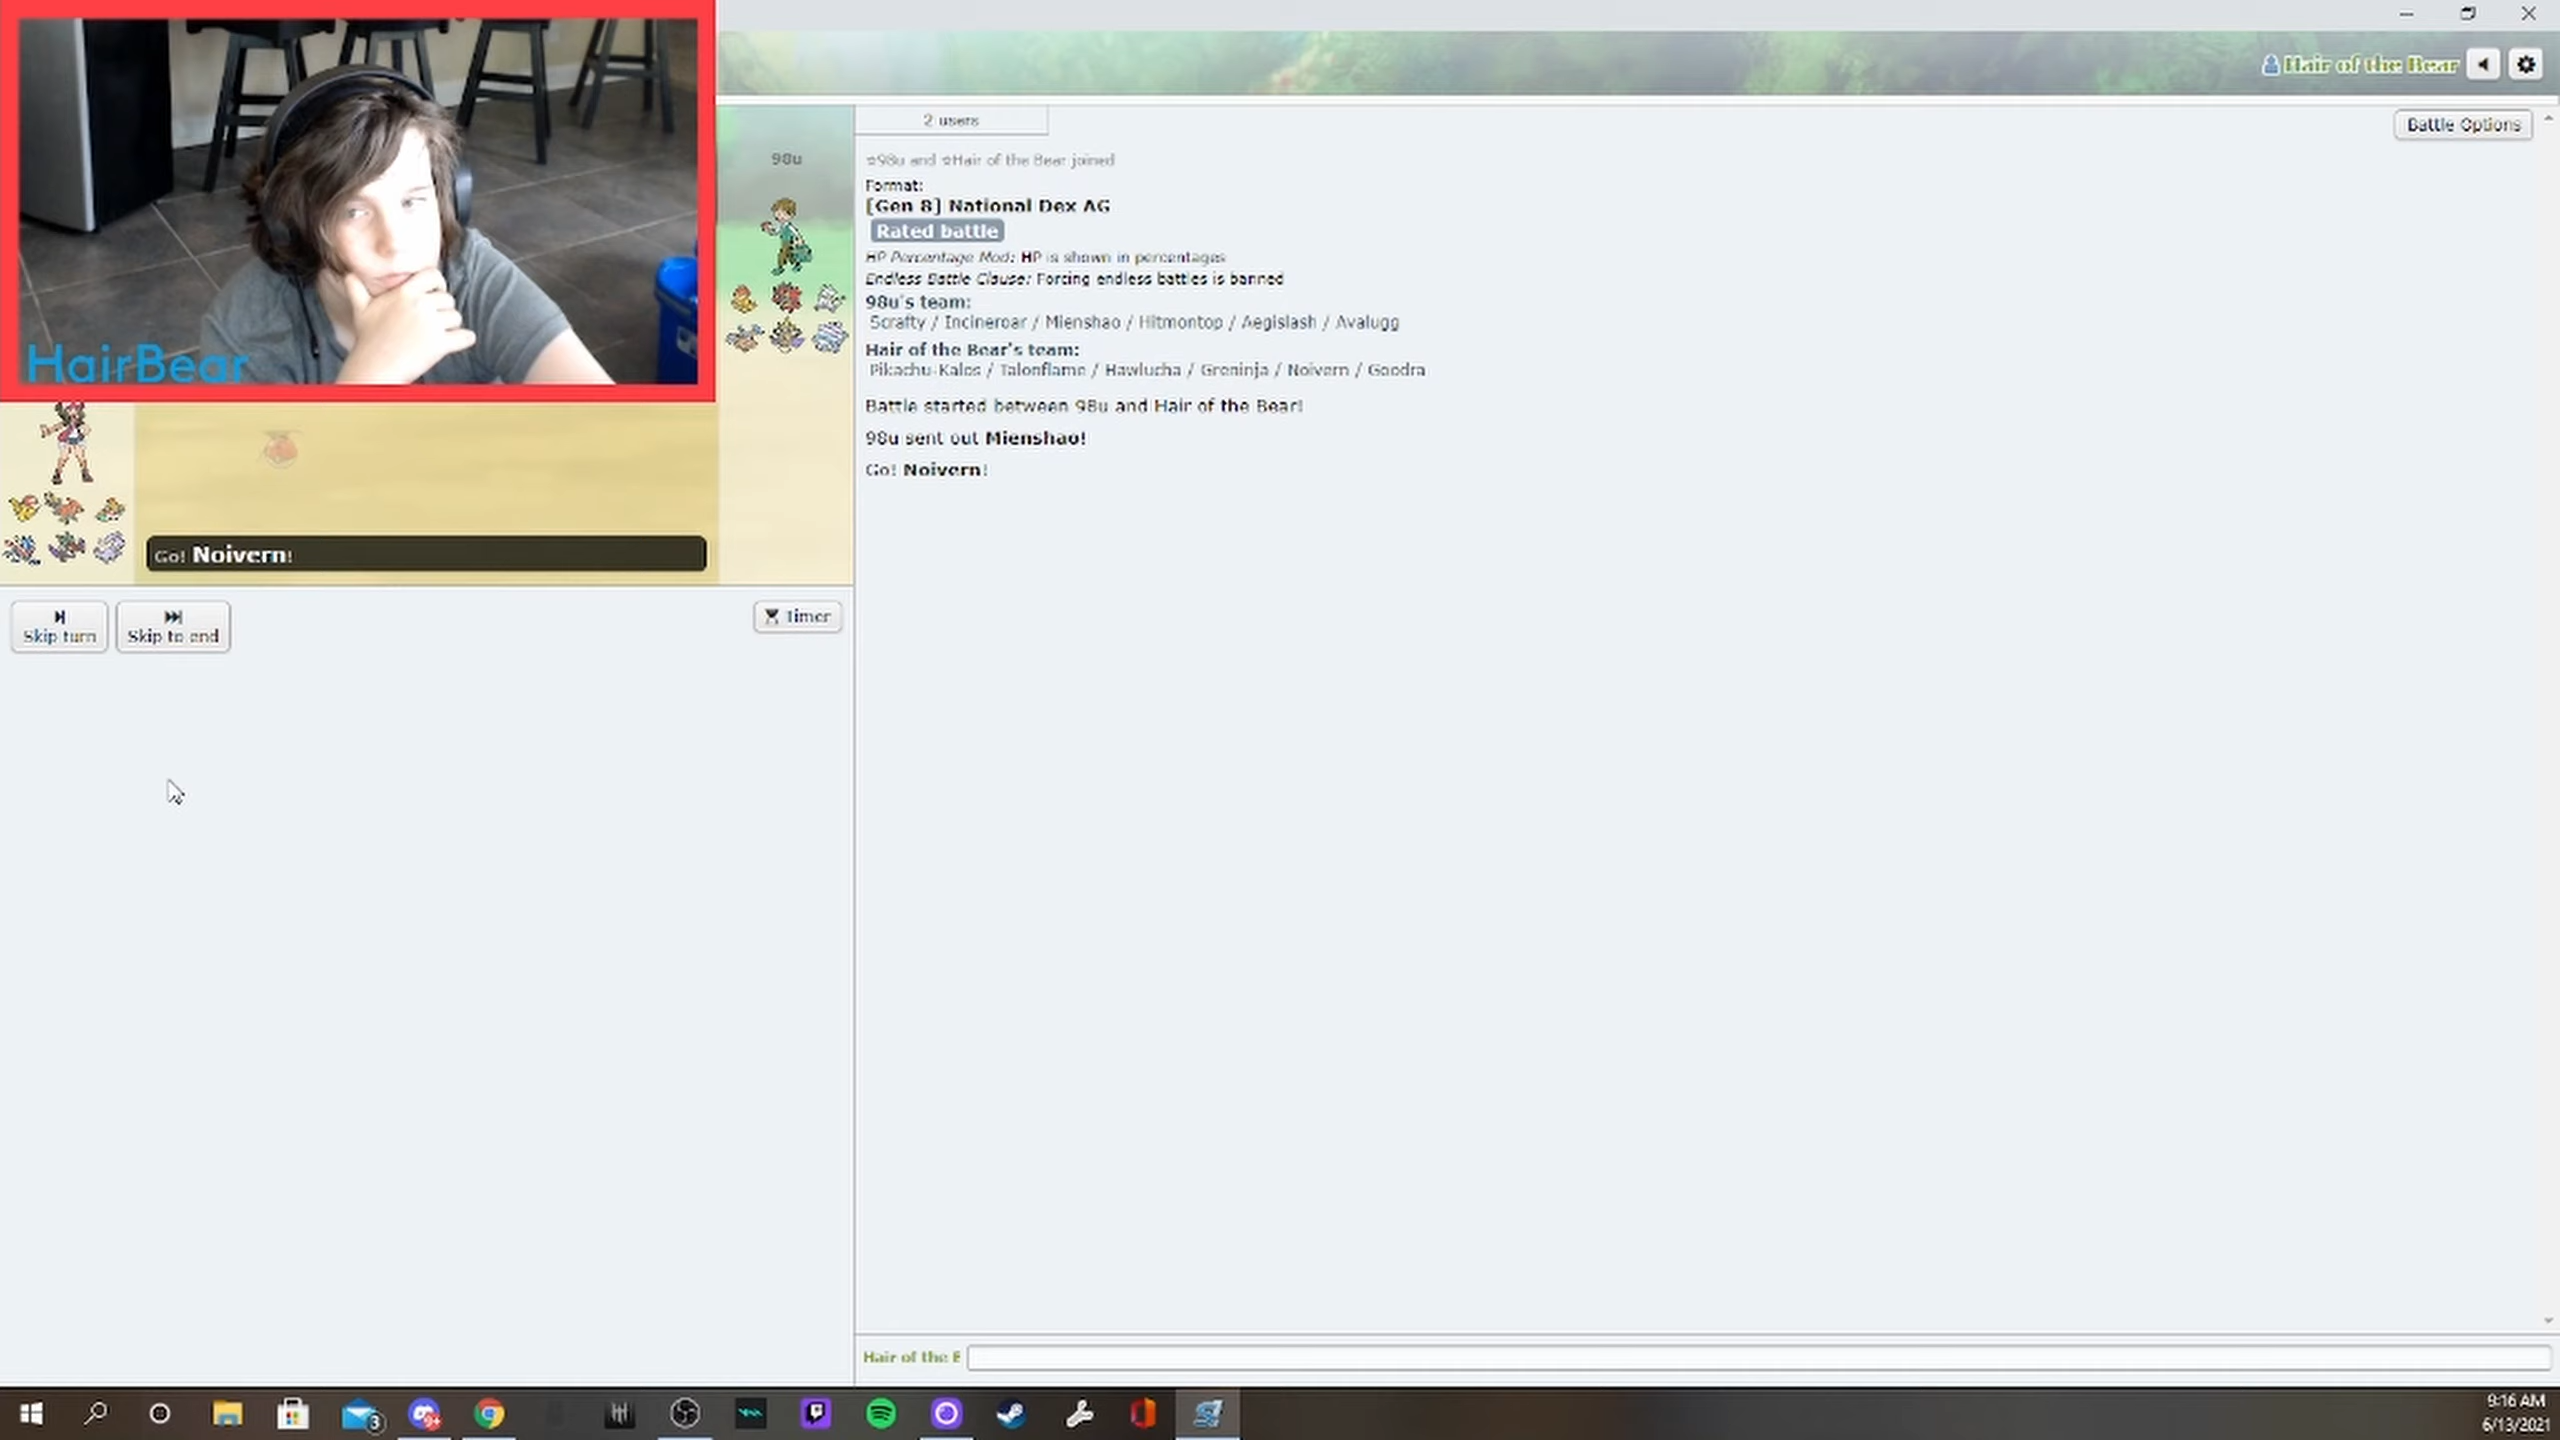 HairBear
Hair of the Bear
98u
2 users
Battle Options
☆98u and ☆Hair of the Bear joined
Format:
[Gen 8] National Dex AG
Rated battle
HP Percentage Mod: HP is shown in percentages
Endless Battle Clause: Forcing endless battles is banned
98u's team:
Scrafty / Incineroar / Mienshao / Hitmontop / Aegislash / Avalugg
Hair of the Bear's team:
Pikachu-Kalos / Talonflame / Hawlucha / Greninja / Noivern / Goodra
Battle started between 98u and Hair of the Bear!
98u sent out Mienshao!
Go! Noivern!
Go! Noivern!
Skip turn
Skip to end
Timer
Hair of the B
3
9+
9:16 AM
6/13/2021